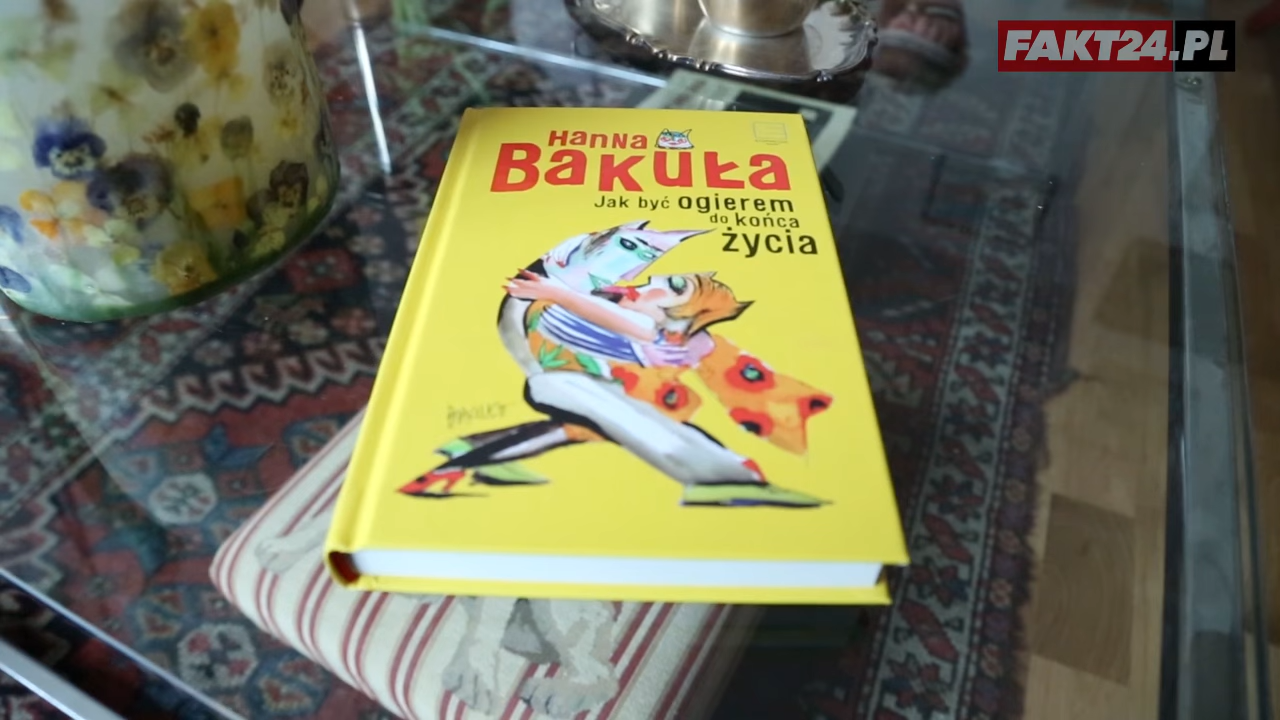 FAKT24.PL
Hanna
Bakuła
Jak być ogierem
do końca
życia